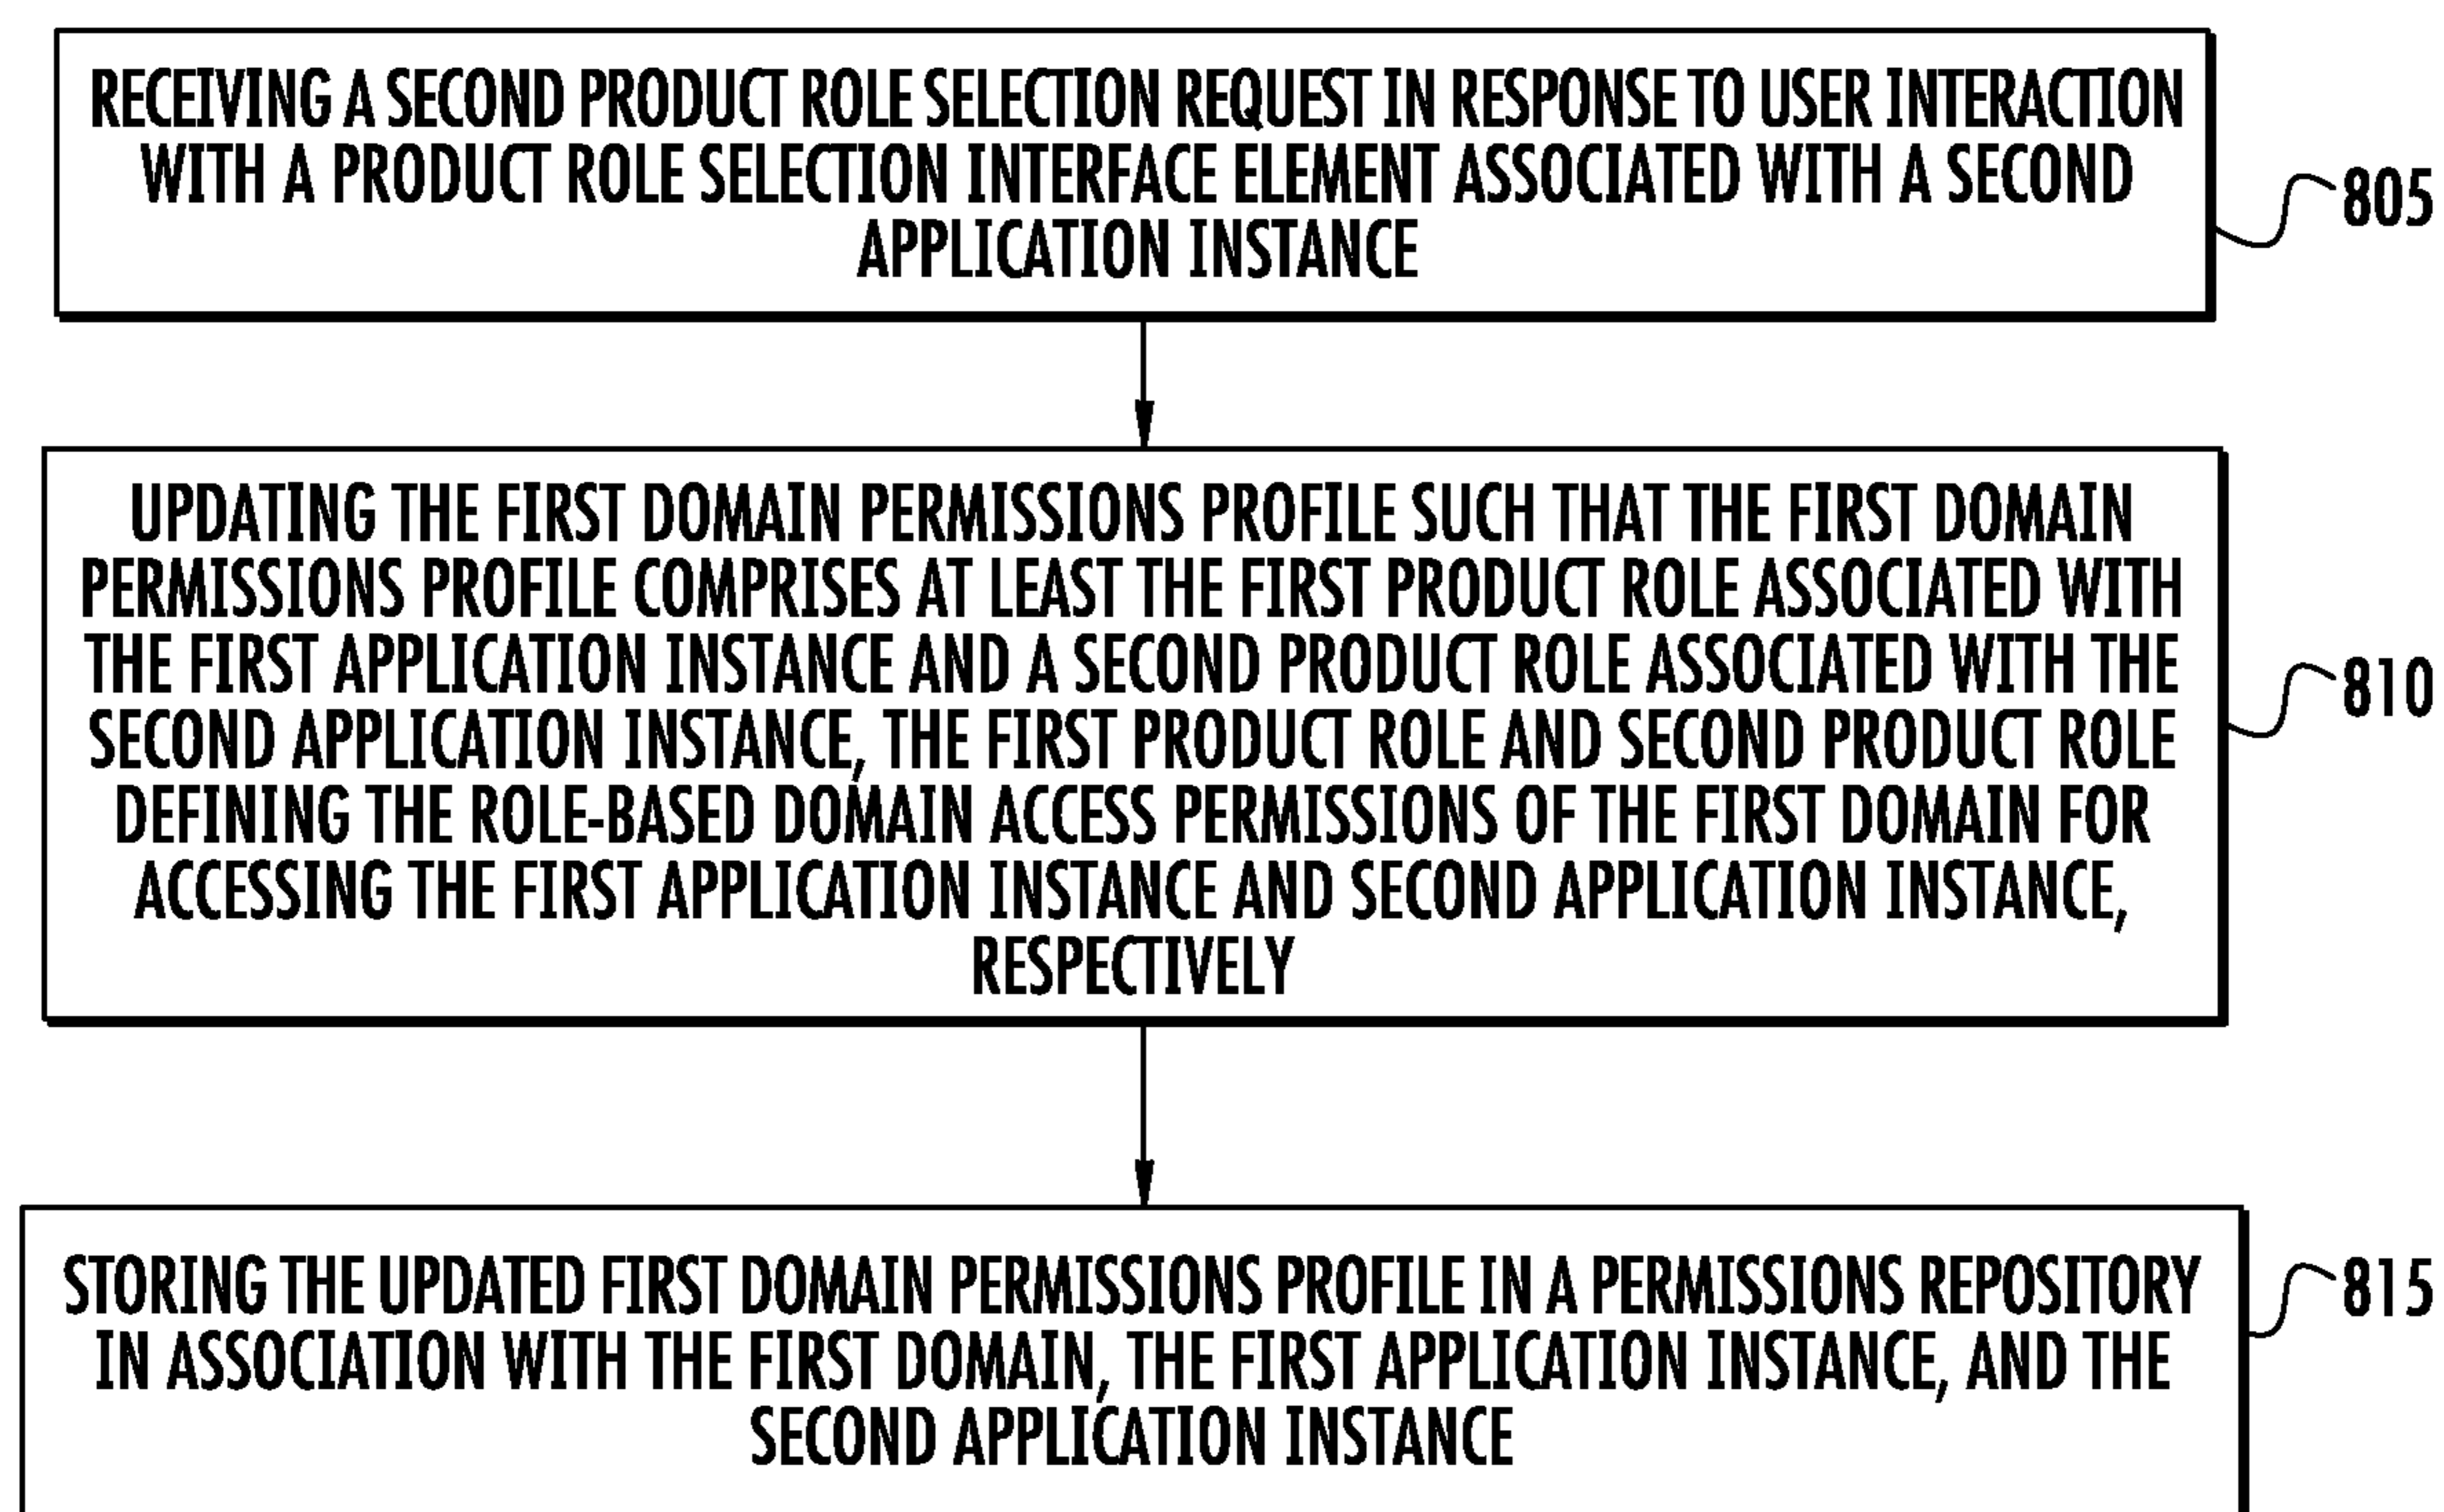 RECEIVING A SECOND PRODUCT ROLE SELECTION REQUEST IN RESPONSE TO USER INTERACTION
WITH A PRODUCT ROLE SELECTION INTERFACE ELEMENT ASSOCIATED WITH A SECOND
APPLICATION INSTANCE
805
UPDATING THE FIRST DOMAIN PERMISSIONS PROFILE SUCH THAT THE FIRST DOMAIN
PERMISSIONS PROFILE COMPRISES AT LEAST THE FIRST PRODUCT ROLE ASSOCIATED WITH
THE FIRST APPLICATION INSTANCE AND A SECOND PRODUCT ROLE ASSOCIATED WITH THE
SECOND APPLICATION INSTANCE, THE FIRST PRODUCT ROLE AND SECOND PRODUCT ROLE
DEFINING THE ROLE-BASED DOMAIN ACCESS PERMISSIONS OF THE FIRST DOMAIN FOR
ACCESSING THE FIRST APPLICATION INSTANCE AND SECOND APPLICATION INSTANCE,
RESPECTIVELY
810
STORING THE UPDATED FIRST DOMAIN PERMISSIONS PROFILE IN A PERMISSIONS REPOSITORY
IN ASSOCIATION WITH THE FIRST DOMAIN, THE FIRST APPLICATION INSTANCE, AND THE
SECOND APPLICATION INSTANCE
815